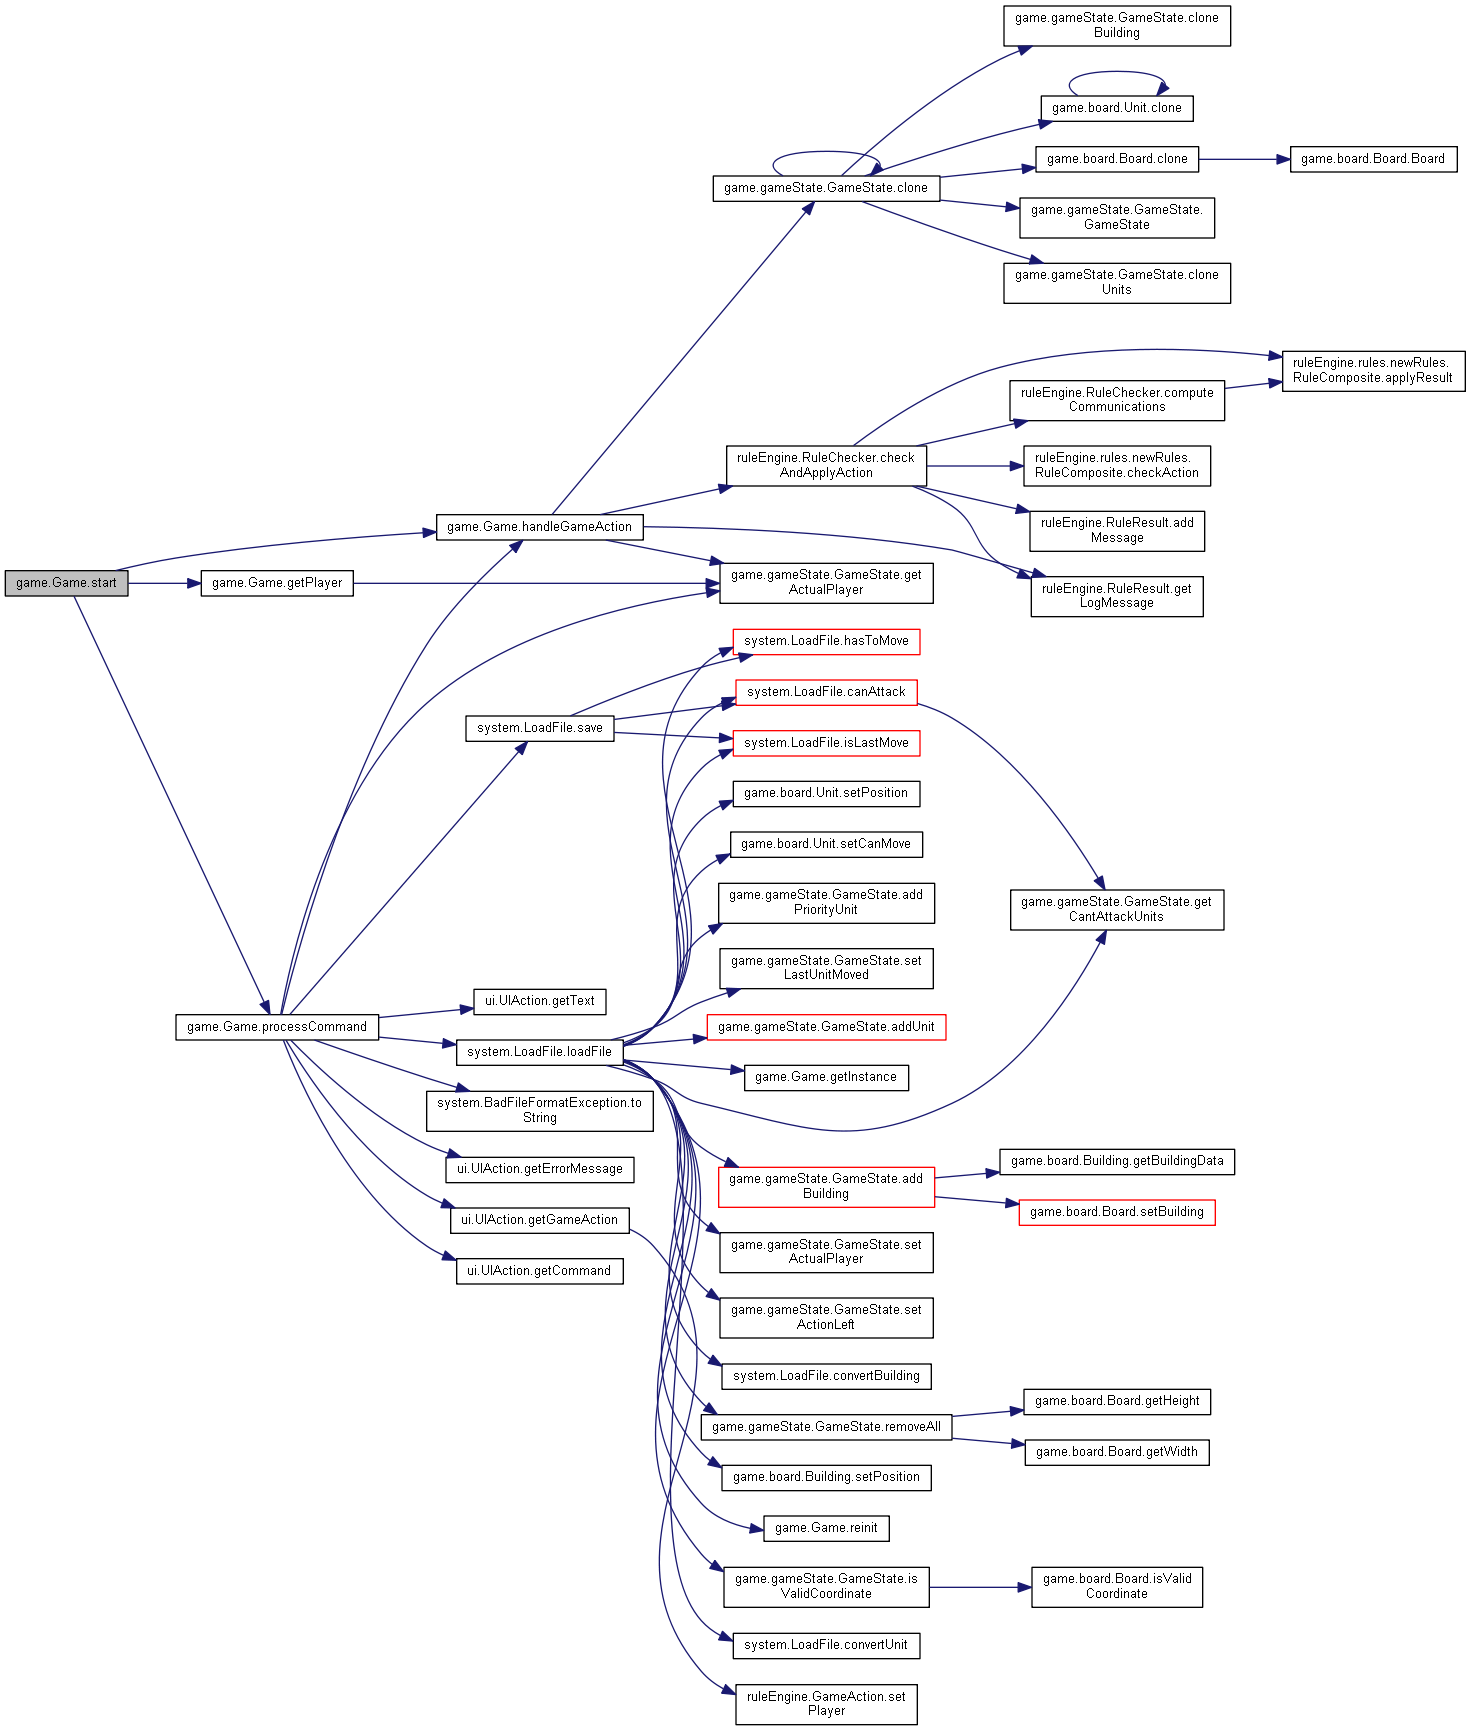 game.gameState.GameState.clone
Building
game.board.Unit.clone
game.board.Board.clone
game.board.Board.Board
game.gameState.GameState.clone
game.gameState.GameState.
GameState
game.gameState.GameState.clone
Units
ruleEngine.rules.newRules.
RuleComposite.applyResult
ruleEngine.RuleChecker.compute
Communications
ruleEngine.RuleChecker.check
AndApplyAction
ruleEngine.rules.newRules.
RuleComposite.checkAction
ruleEngine.RuleResult.add
Message
game.Game.handleGameAction
game.Game.start
game.Game.getPlayer
game.gameState.GameState.get
ActualPlayer
ruleEngine.RuleResult.get
LogMessage
system.LoadFile.hasToMove
system.LoadFile.canAttack
system.LoadFile.save
system.LoadFile.isLastMove
game.board.Unit.setPosition
game.board.Unit.setCanMove
game.gameState.GameState.add
PriorityUnit
game.gameState.GameState.get
CantAttackUnits
game.gameState.GameState.set
LastUnitMoved
ui.UIAction.getText
game.Game.processCommand
game.gameState.GameState.addUnit
system.LoadFile.loadFile
game.Game.getInstance
system.BadFileFormatException.to
String
ui.UIAction.getErrorMessage
game.board.Building.getBuildingData
game.gameState.GameState.add
Building
game.board.Board.setBuilding
ui.UIAction.getGameAction
game.gameState.GameState.set
ActualPlayer
ui.UIAction.getCommand
game.gameState.GameState.set
ActionLeft
system.LoadFile.convertBuilding
game.board.Board.getHeight
game.gameState.GameState.removeAll
game.board.Board.getWidth
game.board.Building.setPosition
game.Game.reinit
game.gameState.GameState.is
ValidCoordinate
game.board.Board.isValid
Coordinate
system.LoadFile.convertUnit
ruleEngine.GameAction.set
Player